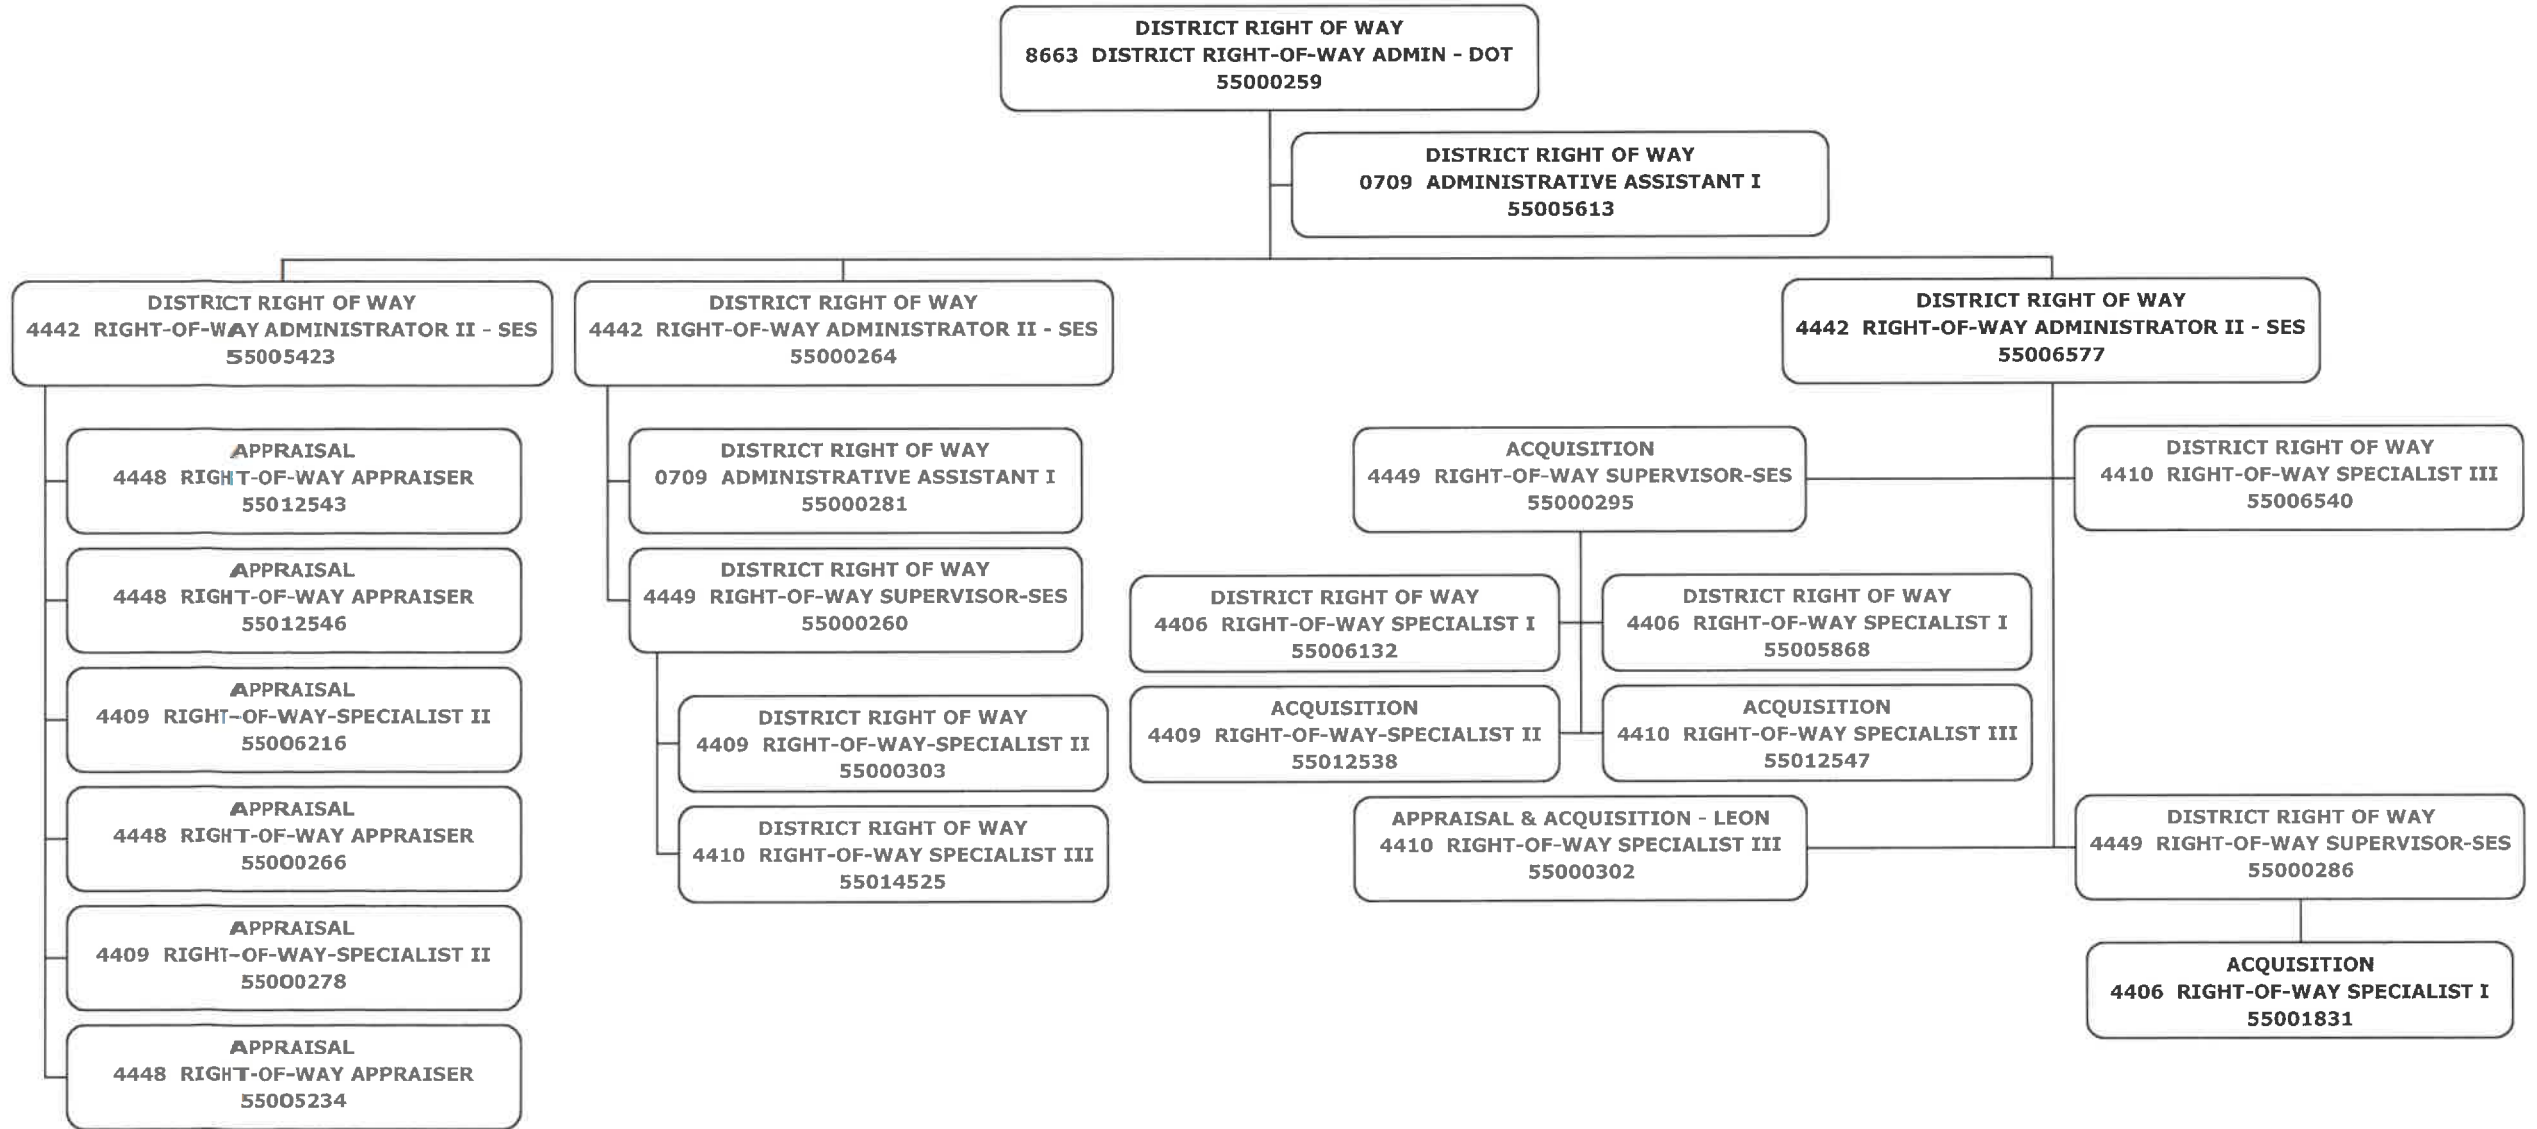 DISTRICT RIGHT OF WAY
8663 DISTRICT RIGHT-OF-WAY ADMIN - DOT
55000259
DISTRICT RIGHT OF WAY
0709 ADMINISTRATIVE ASSISTANT I
55005613
DISTRICT RIGHT OF WAY
4442 RIGHT-OF-WAY ADMINISTRATOR II - SES
55005423
APPRAISAL
4448 RIGHT-OF-WAY APPRAISER
55012543
APPRAISAL
4448 RIGHT-OF-WAY APPRAISER
55012546
APPRAISAL
4409 RIGHT-OF-WAY-SPECIALIST II
55006216
APPRAISAL
4448 RIGHT-OF-WAY APPRAISER
55000266
APPRAISAL
4409 RIGHT-OF-WAY-SPECIALIST II
55000278
APPRAISAL
4448 RIGHT-OF-WAY APPRAISER
55005234
DISTRICT RIGHT OF WAY
4442 RIGHT-OF-WAY ADMINISTRATOR II - SES
55000264
DISTRICT RIGHT OF WAY
0709 ADMINISTRATIVE ASSISTANT I
55000281
DISTRICT RIGHT OF WAY
4449 RIGHT-OF-WAY SUPERVISOR-SES
55000260
DISTRICT RIGHT OF WAY
4409 RIGHT-OF-WAY-SPECIALIST II
55000303
DISTRICT RIGHT OF WAY
4410 RIGHT-OF-WAY SPECIALIST III
55014525
DISTRICT RIGHT OF WAY
4442 RIGHT-OF-WAY ADMINISTRATOR II - SES
55006577
ACQUISITION
4449 RIGHT-OF-WAY SUPERVISOR-SES
55000295
DISTRICT RIGHT OF WAY
4410 RIGHT-OF-WAY SPECIALIST III
55006540
DISTRICT RIGHT OF WAY
4406 RIGHT-OF-WAY SPECIALIST I
55006132
DISTRICT RIGHT OF WAY
4406 RIGHT-OF-WAY SPECIALIST I
55005868
ACQUISITION
4409 RIGHT-OF-WAY-SPECIALIST II
55012538
ACQUISITION
4410 RIGHT-OF-WAY SPECIALIST III
55012547
APPRAISAL & ACQUISITION - LEON
4410 RIGHT-OF-WAY SPECIALIST III
55000302
DISTRICT RIGHT OF WAY
4449 RIGHT-OF-WAY SUPERVISOR-SES
55000286
ACQUISITION
4406 RIGHT-OF-WAY SPECIALIST I
55001831